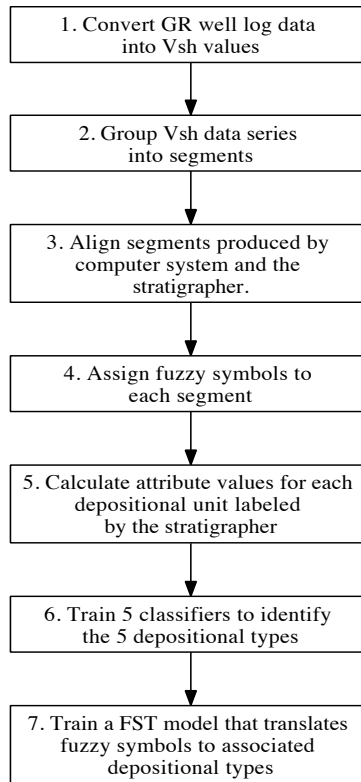 1. Convert GR well log data
into Vsh values
2. Group Vsh data series
into segments
3. Align segments produced by
computer system and the
stratigrapher.
4. Assign fuzzy symbols to
each segment
5. Calculate attribute values for each
depositional unit labeled
by the stratigrapher
6. Train 5 classifiers to identify
the 5 depositional types
7. Train a FST model that translates
fuzzy symbols to associated
depositional types